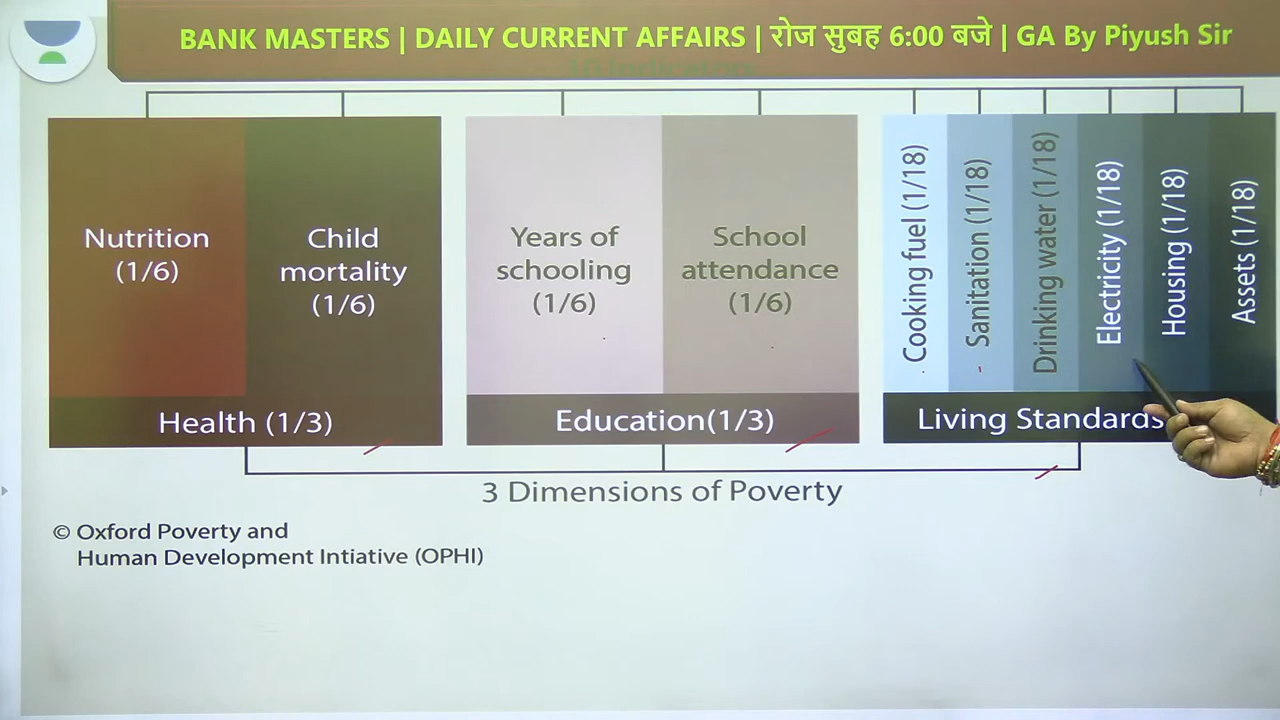 BANK MASTERS | DAILY CURRENT AFFAIRS | रोज सुबह 6:00 बजे | GA By Piyush Sir
10 Indicators
Nutrition
(1/6)
Child
mortality
(1/6)
Years of
schooling
(1/6)
School
attendance
(1/6)
Cooking fuel (1/18)
Sanitation (1/18)
Drinking water (1/18)
Electricity (1/18)
Housing (1/18)
Assets (1/18)
Health (1/3)
Education(1/3)
Living Standards
3 Dimensions of Poverty
© Oxford Poverty and
Human Development Intiative (OPHI)